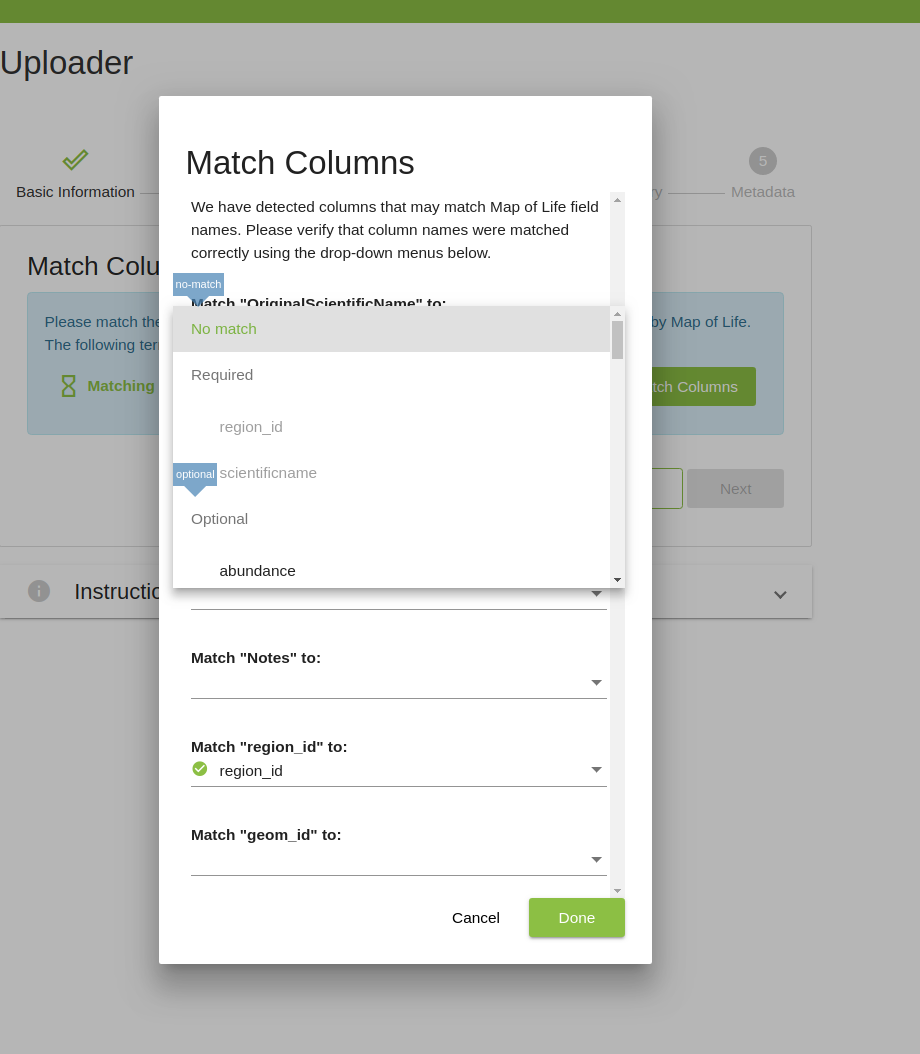 Uploader
Basic Information
5
Metadata
Match Columns
We have detected columns that may match Map of Life field
names. Please verify that column names were matched
correctly using the drop-down menus below.
no-match
Match "OriginalScientificName" to:
No match
Required
region_id
scientificname
optional
Optional
abundance
Match "Notes" to:
Match "region_id" to:
region_id
Match "geom_id" to:
Cancel
Done
Match Colu
Please match the
by Map of Life.
The following ter
Matching
tch Columns
Next
Instructio